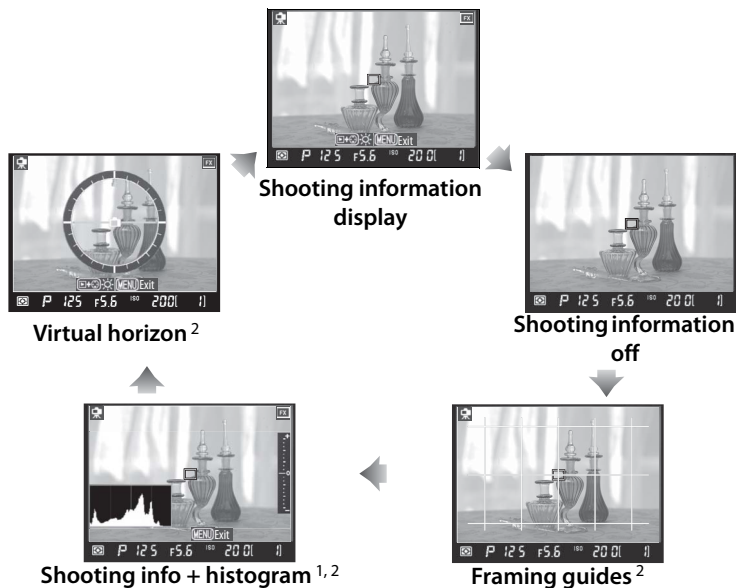 FX
MENU Exit
P 125 F5.6 ISO 200[ 1]
Shooting information
display
P 125 F5.6 ISO 200[ 1]
Shooting information
off
P 125 F5.6 ISO 200[ 1]
Framing guides 2
FX
MENU Exit
P 125 F5.6 ISO 200[ 1]
Shooting info + histogram 1, 2
FX
MENU Exit
P 125 F5.6 ISO 200[ 1]
Virtual horizon 2